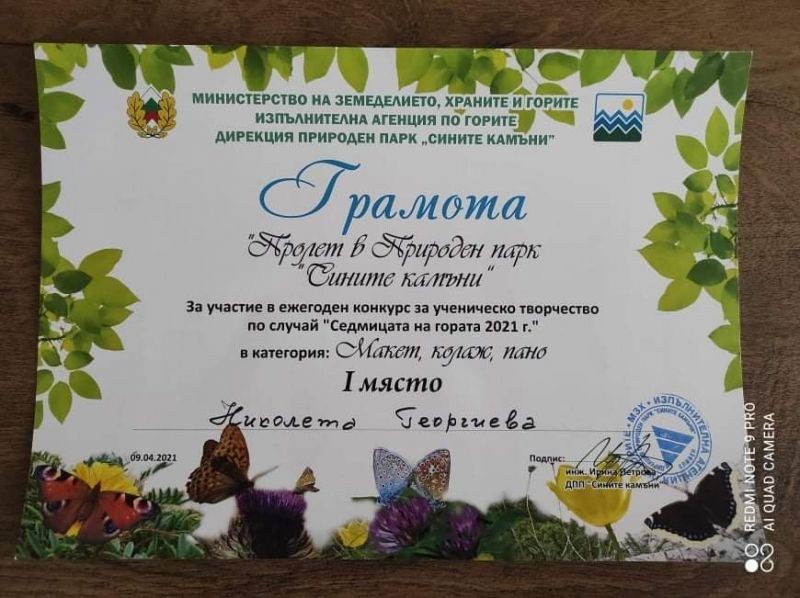 МИНИСТЕРСТВО НА ЗЕМЕДЕЛИЕТО, ХРАНИТЕ И ГОРИТЕ
ИЗПЪЛНИТЕЛНА АГЕНЦИЯ ПО ГОРИТЕ
ДИРЕКЦИЯ ПРИРОДЕН ПАРК „СИНИТЕ КАМЪНИ"
Грамота
"Пролет в Природен парк
"Сините камъни"
За участие в ежегоден конкурс за ученическо творчество
по случай "Седмицата на гората 2021 г."
в категория: Макет, колаж, пано
I място
Николета Георгиева
09.04.2021
Подпис:
инж. Ирина Петрова
ДПП "Сините камъни"
МЗХ • ИЗПЪЛНИТЕЛНА АГЕНЦИЯ
REDMI NOTE 9 PRO
AI QUAD CAMERA